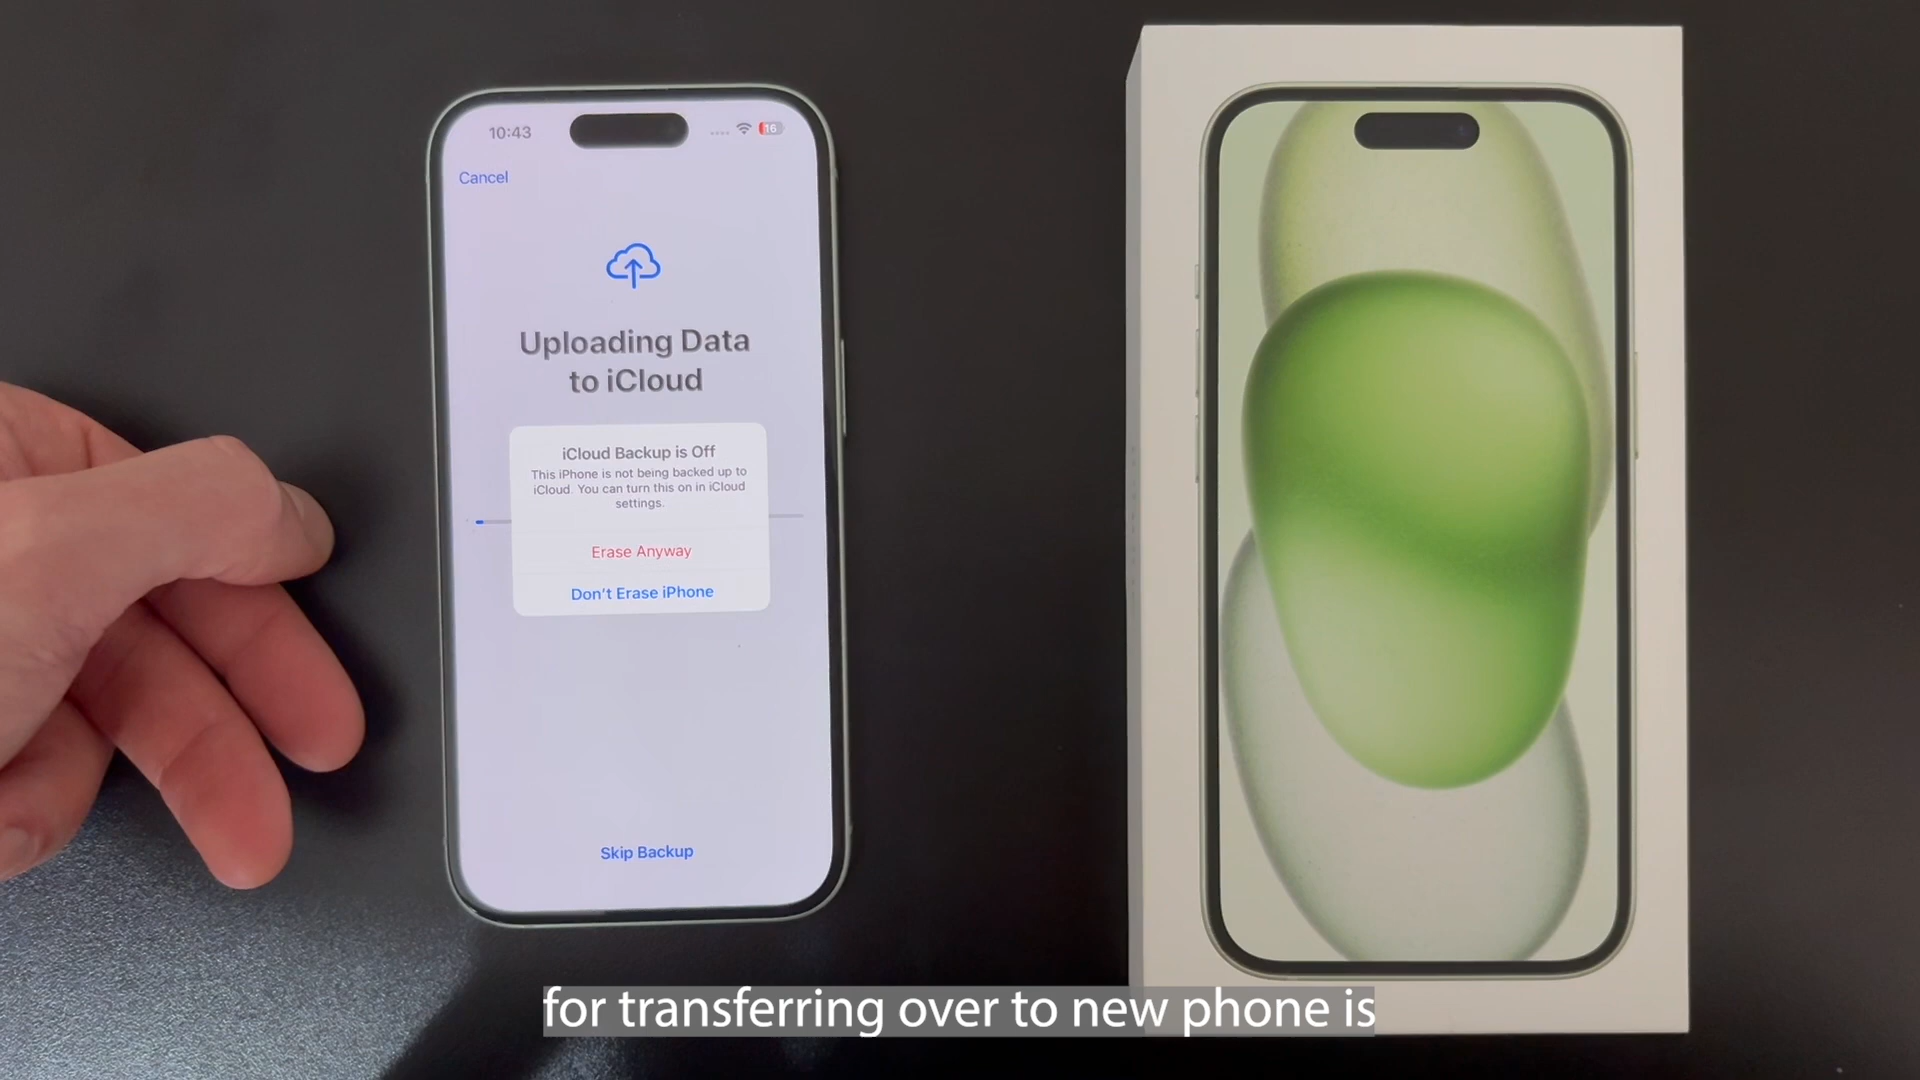 10:43
16
Cancel
Uploading Data
to iCloud
iCloud Backup is Off
This iPhone is not being backed up to
iCloud. You can turn this on in iCloud
settings.
Erase Anyway
Don't Erase iPhone
Skip Backup
for transferring over to new phone is